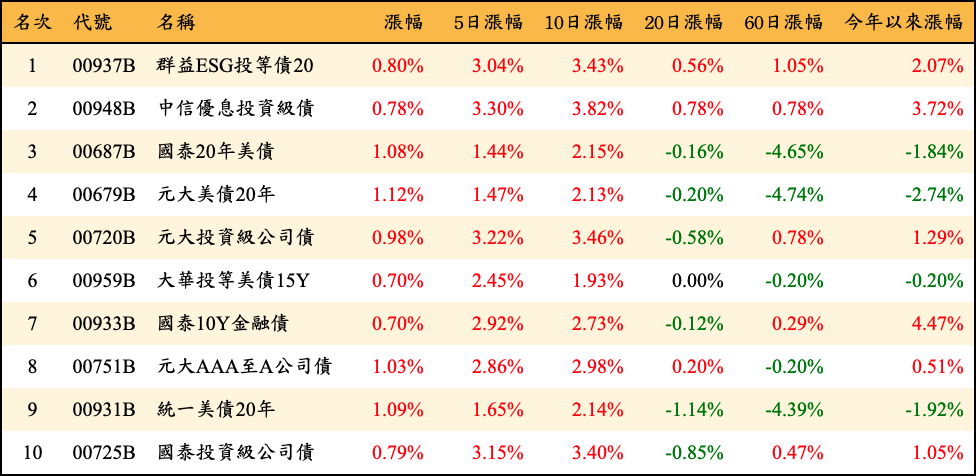 名次 代號 名稱 漲幅 5日漲幅 10日漲幅 20日漲幅 60日漲幅 今年以來漲幅
1 00937B 群益ESG投等債20 0.80% 3.04% 3.43% 0.56% 1.05% 2.07%
2 00948B 中信優息投資級債 0.78% 3.30% 3.82% 0.78% 0.78% 3.72%
3 00687B 國泰20年美債 1.08% 1.44% 2.15% -0.16% -4.65% -1.84%
4 00679B 元大美債20年 1.12% 1.47% 2.13% -0.20% -4.74% -2.74%
5 00720B 元大投資級公司債 0.98% 3.22% 3.46% -0.58% 0.78% 1.29%
6 00959B 大華投等美債15Y 0.70% 2.45% 1.93% 0.00% -0.20% -0.20%
7 00933B 國泰10Y金融債 0.70% 2.92% 2.73% -0.12% 0.29% 4.47%
8 00751B 元大AAA至A公司債 1.03% 2.86% 2.98% 0.20% -0.20% 0.51%
9 00931B 統一美債20年 1.09% 1.65% 2.14% -1.14% -4.39% -1.92%
10 00725B 國泰投資級公司債 0.79% 3.15% 3.40% -0.85% 0.47% 1.05%